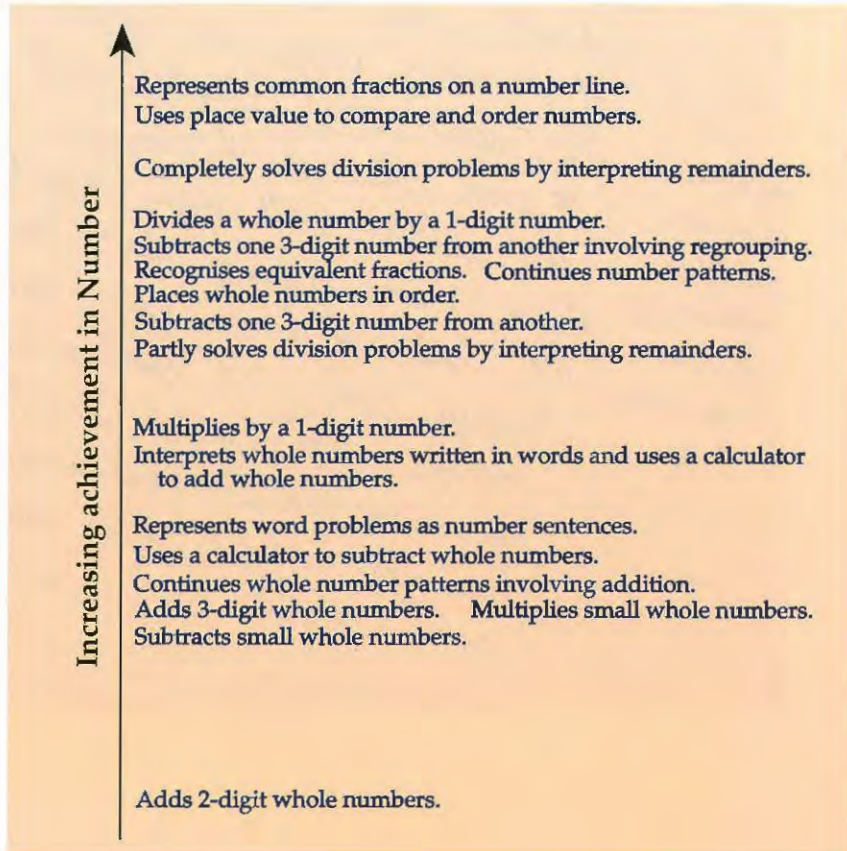 Increasing achievement in Number
Represents common fractions on a number line.
Uses place value to compare and order numbers.
Completely solves division problems by interpreting remainders.
Divides a whole number by a 1-digit number.
Subtracts one 3-digit number from another involving regrouping.
Recognises equivalent fractions. Continues number patterns.
Places whole numbers in order.
Subtracts one 3-digit number from another.
Partly solves division problems by interpreting remainders.
Multiplies by a 1-digit number.
Interprets whole numbers written in words and uses a calculator
to add whole numbers.
Represents word problems as number sentences.
Uses a calculator to subtract whole numbers.
Continues whole number patterns involving addition.
Adds 3-digit whole numbers. Multiplies small whole numbers.
Subtracts small whole numbers.
Adds 2-digit whole numbers.